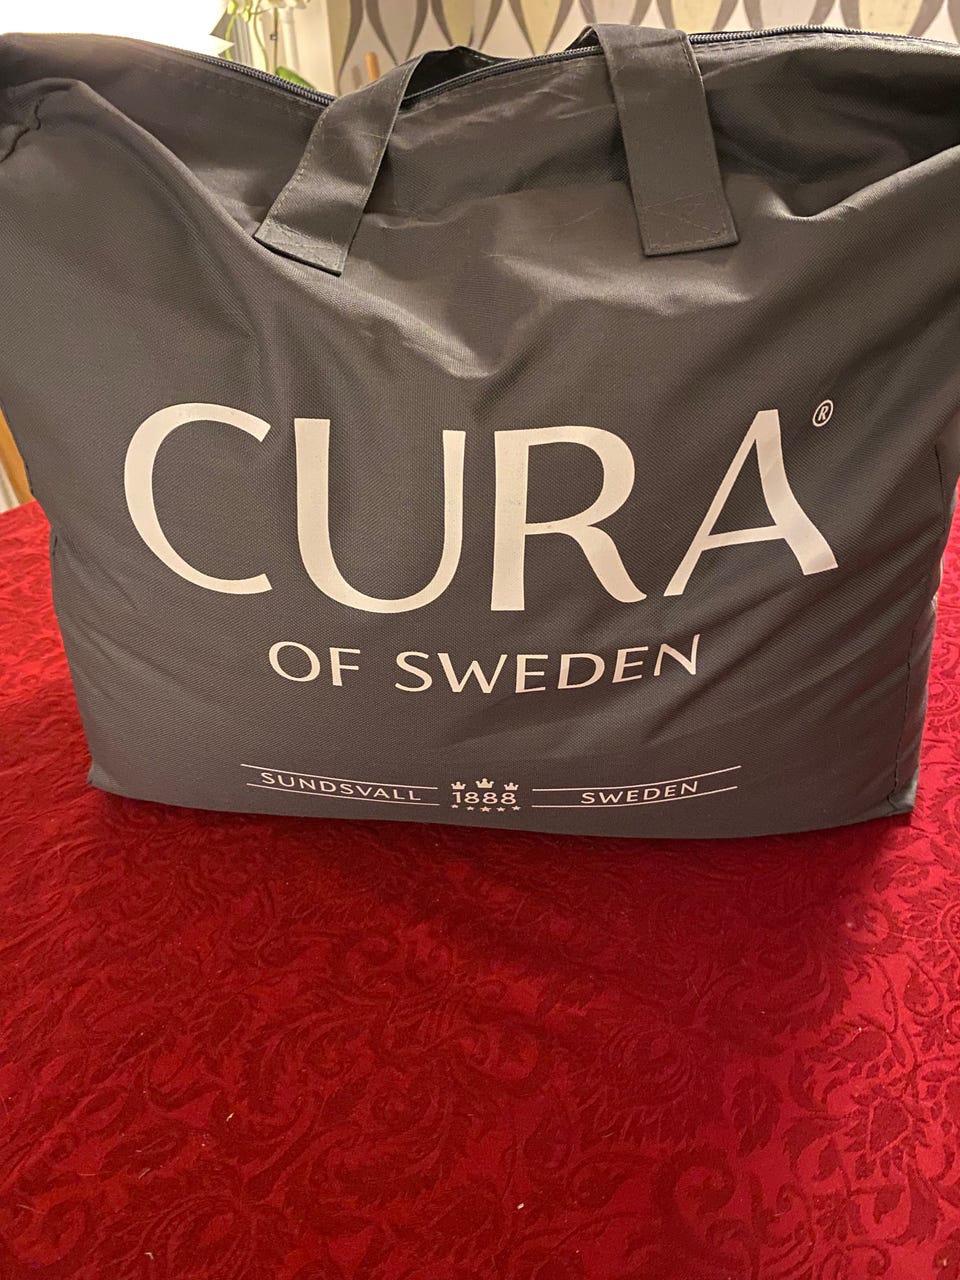 CURA®
OF SWEDEN
SUNDSVALL 1888 SWEDEN